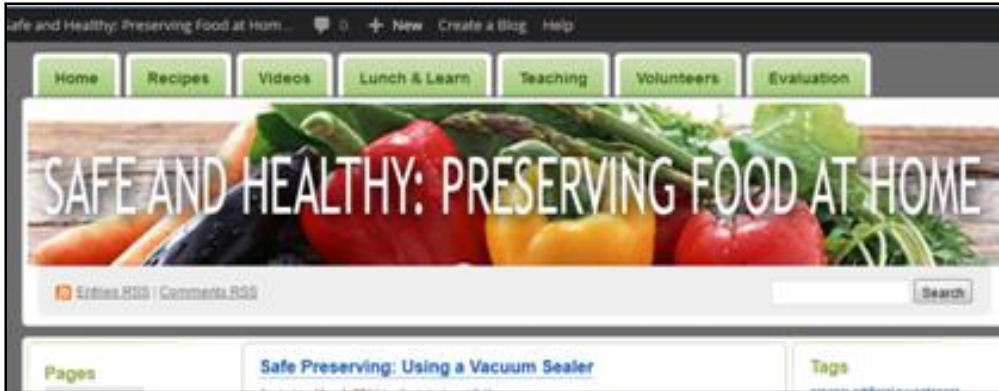 afe and Healthy: Preserving Food at Hom... 0 + New Create a Blog Help
Home Recipes Videos Lunch & Learn Teaching Volunteers Evaluation
SAFE AND HEALTHY: PRESERVING FOOD AT HOME
Entries RSS | Comments RSS Search
Pages Safe Preserving: Using a Vacuum Sealer Tags